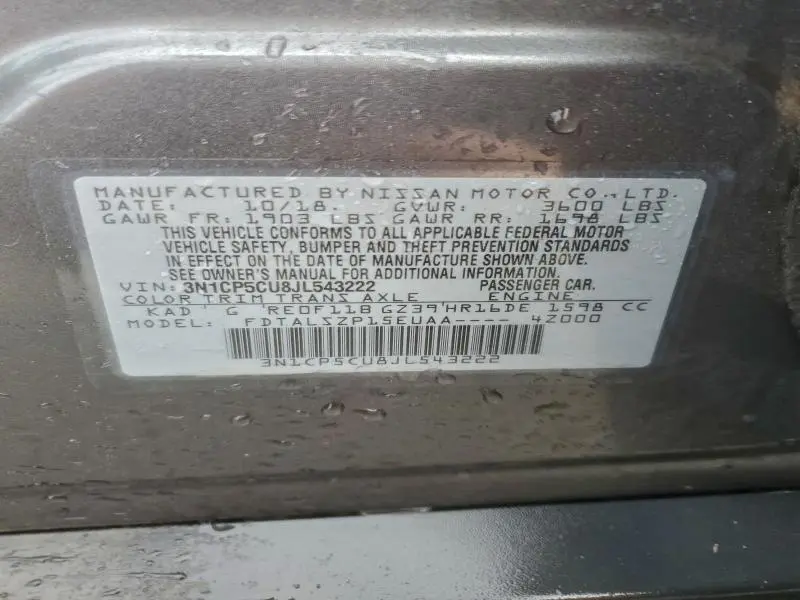 MANUFACTURED BY NISSAN MOTOR CO., LTD.
DATE: 10/18. GVWR: 3600 LBS
GAWR FR: 1903 LBS GAWR RR: 1698 LBS
THIS VEHICLE CONFORMS TO ALL APPLICABLE FEDERAL MOTOR
VEHICLE SAFETY, BUMPER AND THEFT PREVENTION STANDARDS
IN EFFECT ON THE DATE OF MANUFACTURE SHOWN ABOVE.
SEE OWNER'S MANUAL FOR ADDITIONAL INFORMATION.
VIN: 3N1CP5CU8JL543222 PASSENGER CAR.
COLOR TRIM TRANS AXLE ENGINE
KAD G RE0F11B GZ39 HR16DE 1598 CC
MODEL: FDTALSZP15EUAA---- 4Z000
3N1CP5CU8JL543222